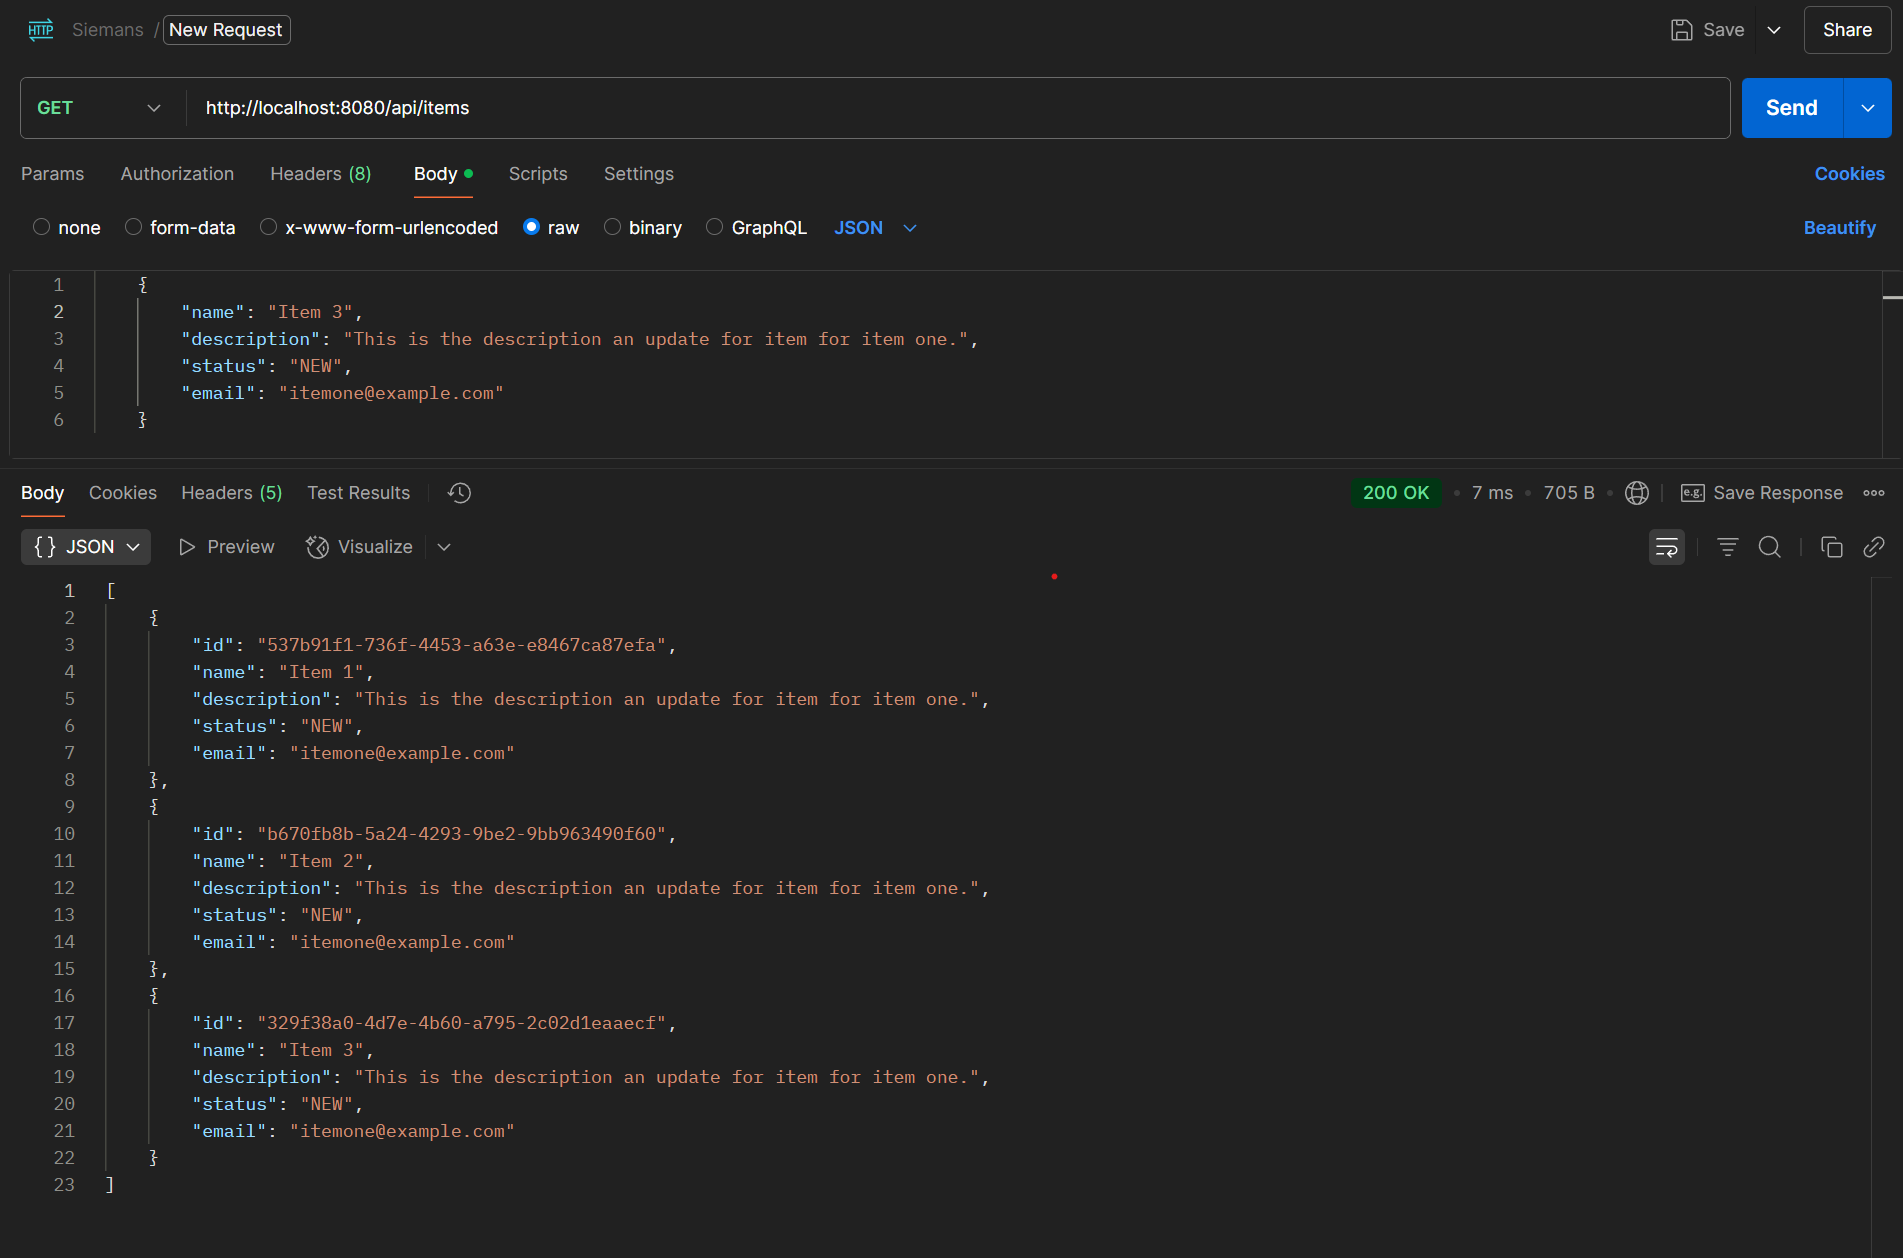 HTTP Siemans / New Request Save Share
GET http://localhost:8080/api/items Send
Params Authorization Headers (8) Body Scripts Settings Cookies
none form-data x-www-form-urlencoded raw binary GraphQL JSON Beautify
1 {
2 "name": "Item 3",
3 "description": "This is the description an update for item for item one.",
4 "status": "NEW",
5 "email": "itemone@example.com"
6 }
Body Cookies Headers (5) Test Results 200 OK • 7 ms • 705 B • e.g. Save Response
{} JSON Preview Visualize
1 [
2 {
3 "id": "537b91f1-736f-4453-a63e-e8467ca87efa",
4 "name": "Item 1",
5 "description": "This is the description an update for item for item one.",
6 "status": "NEW",
7 "email": "itemone@example.com"
8 },
9 {
10 "id": "b670fb8b-5a24-4293-9be2-9bb963490f60",
11 "name": "Item 2",
12 "description": "This is the description an update for item for item one.",
13 "status": "NEW",
14 "email": "itemone@example.com"
15 },
16 {
17 "id": "329f38a0-4d7e-4b60-a795-2c02d1eaaecf",
18 "name": "Item 3",
19 "description": "This is the description an update for item for item one.",
20 "status": "NEW",
21 "email": "itemone@example.com"
22 }
23 ]